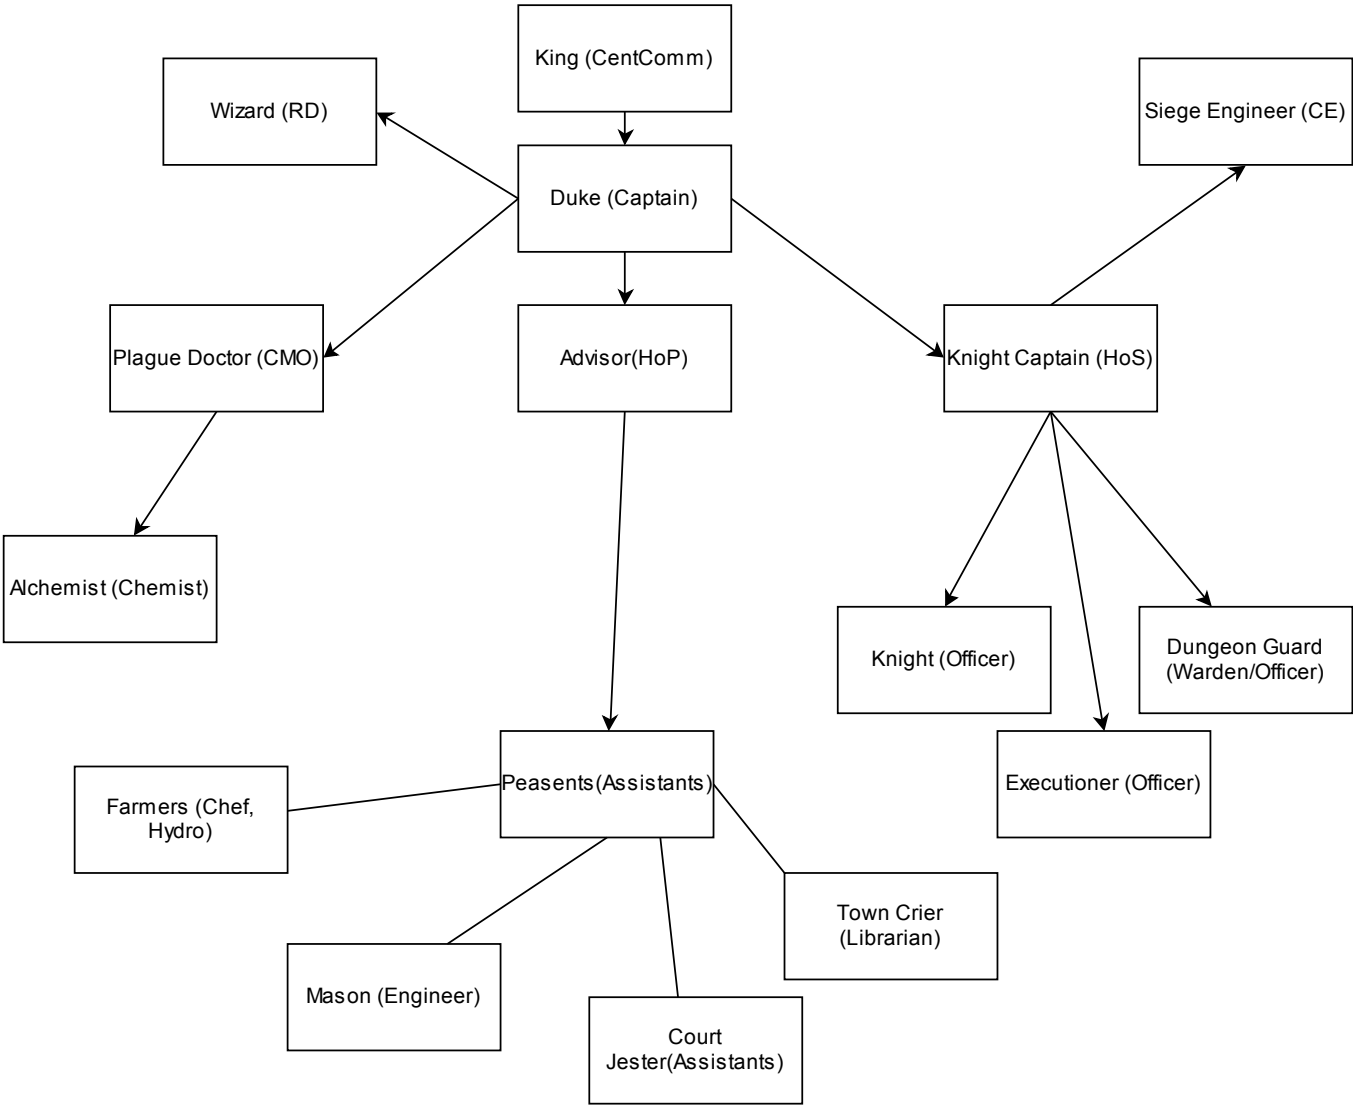 King (CentComm)
Wizard (RD)
Siege Engineer (CE)
Duke (Captain)
Plague Doctor (CMO)
Advisor(HoP)
Knight Captain (HoS)
Alchemist (Chemist)
Knight (Officer)
Dungeon Guard
(Warden/Officer)
Peasents(Assistants)
Executioner (Officer)
Farmers (Chef,
Hydro)
Town Crier
(Librarian)
Mason (Engineer)
Court
Jester(Assistants)